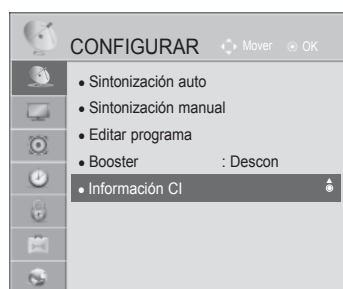 CONFIGURAR Mover OK
• Sintonización auto
• Sintonización manual
• Editar programa
• Booster : Descon
• Información CI